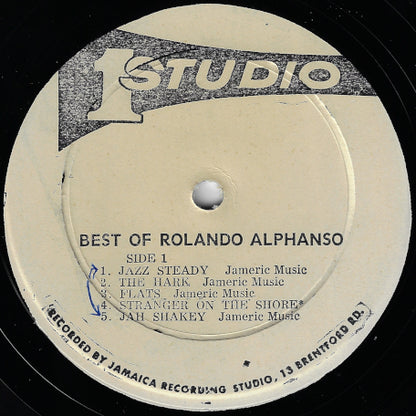 1 STUDIO
BEST OF ROLANDO ALPHANSO
SIDE 1
1. JAZZ STEADY Jameric Music
2. THE HARK Jameric Music
3. FLATS Jameric Music
4. STRANGER ON THE SHORE*
5. JAH SHAKEY Jameric Music
RECORDED BY JAMAICA RECORDING STUDIO, 13 BRENTFORD RD.